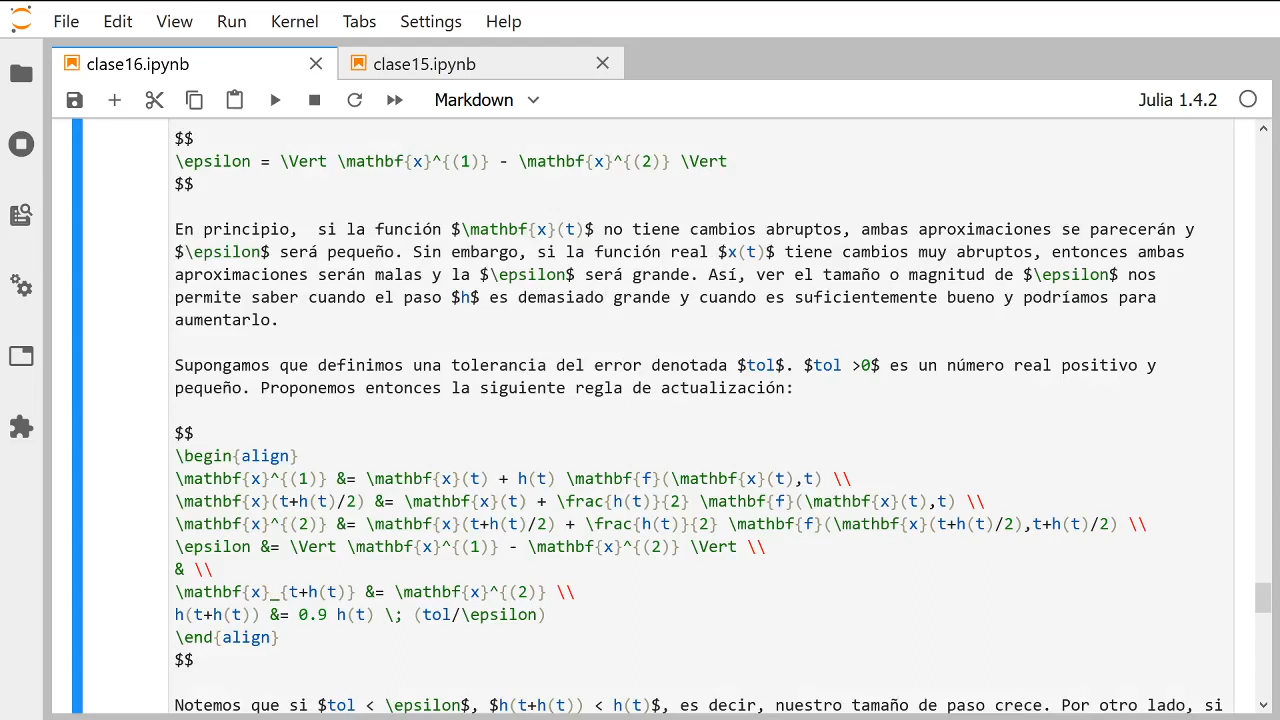 File Edit View Run Kernel Tabs Settings Help
clase16.ipynb clase15.ipynb
Markdown Julia 1.4.2
$$
\epsilon = \Vert \mathbf{x}^{(1)} - \mathbf{x}^{(2)} \Vert
$$
En principio,  si la función $\mathbf{x}(t)$ no tiene cambios abruptos, ambas aproximaciones se parecerán y
$\epsilon$ será pequeño. Sin embargo, si la función real $x(t)$ tiene cambios muy abruptos, entonces ambas
aproximaciones serán malas y la $\epsilon$ será grande. Así, ver el tamaño o magnitud de $\epsilon$ nos
permite saber cuando el paso $h$ es demasiado grande y cuando es suficientemente bueno y podríamos para
aumentarlo.
Supongamos que definimos una tolerancia del error denotada $tol$. $tol >0$ es un número real positivo y
pequeño. Proponemos entonces la siguiente regla de actualización:
$$
\begin{align}
\mathbf{x}^{(1)} &= \mathbf{x}(t) + h(t) \mathbf{f}(\mathbf{x}(t),t) \\
\mathbf{x}(t+h(t)/2) &= \mathbf{x}(t) + \frac{h(t)}{2} \mathbf{f}(\mathbf{x}(t),t) \\
\mathbf{x}^{(2)} &= \mathbf{x}(t+h(t)/2) + \frac{h(t)}{2} \mathbf{f}(\mathbf{x}(t+h(t)/2),t+h(t)/2) \\
\epsilon &= \Vert \mathbf{x}^{(1)} - \mathbf{x}^{(2)} \Vert \\
& \\
\mathbf{x}_{t+h(t)} &= \mathbf{x}^{(2)} \\
h(t+h(t)) &= 0.9 h(t) \; (tol/\epsilon)
\end{align}
$$
Notemos que si $tol < \epsilon$, $h(t+h(t)) < h(t)$, es decir, nuestro tamaño de paso crece. Por otro lado, si